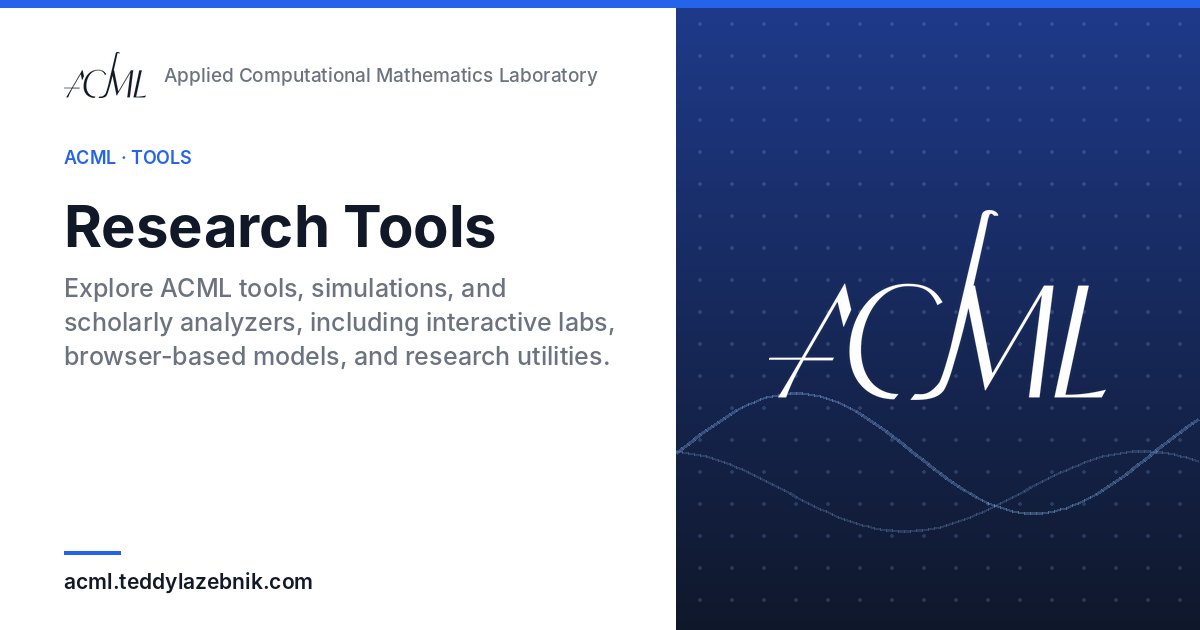 ACML Applied Computational Mathematics Laboratory
ACML · TOOLS
Research Tools
Explore ACML tools, simulations, and
scholarly analyzers, including interactive labs,
browser-based models, and research utilities.
acml.teddylazebnik.com
ACML